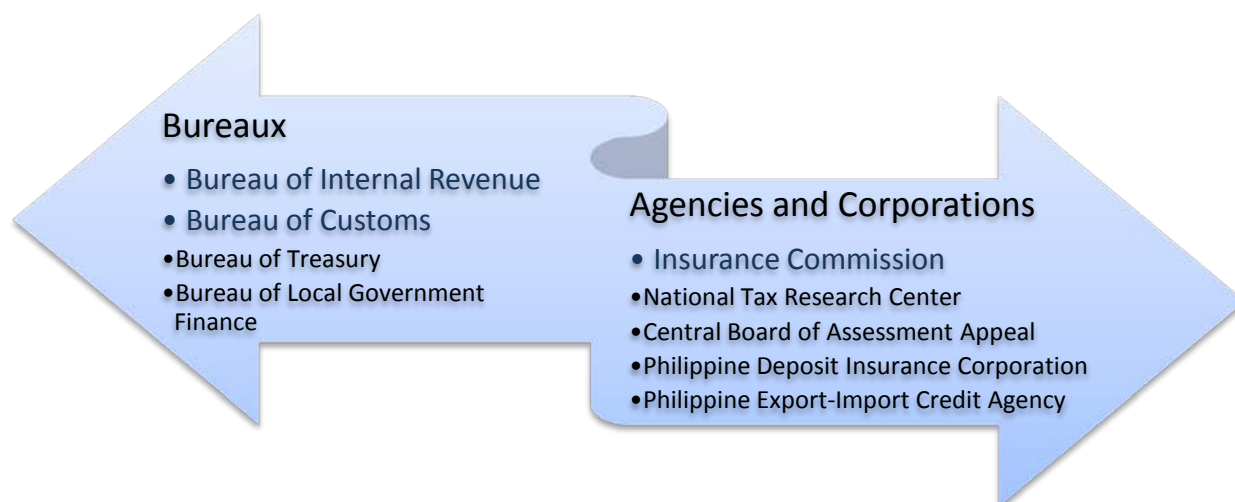 Bureaux
• Bureau of Internal Revenue
• Bureau of Customs
•Bureau of Treasury
•Bureau of Local Government
Finance
Agencies and Corporations
• Insurance Commission
•National Tax Research Center
•Central Board of Assessment Appeal
•Philippine Deposit Insurance Corporation
•Philippine Export-Import Credit Agency